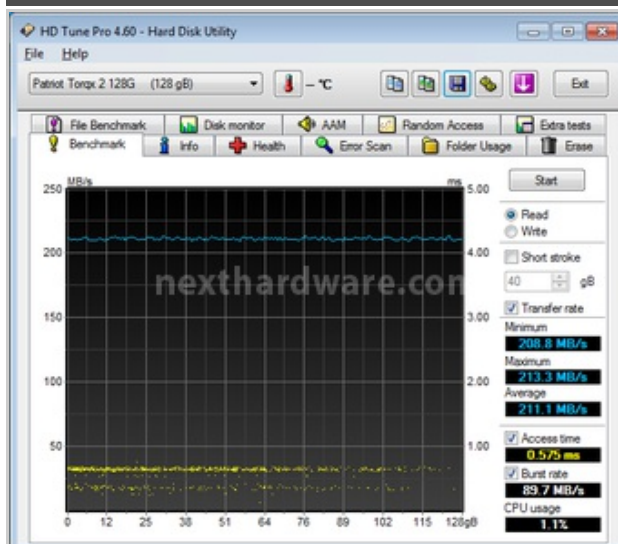 HD Tune Pro 4.60 - Hard Disk Utility
File Help
Patriot Torqx 2 128G (128 gB)
– °C
Exit
File Benchmark Disk monitor AAM Random Access Extra tests
Benchmark Info Health Error Scan Folder Usage Erase
MB/s ms
250 5.00
200 4.00
150 3.00
100 2.00
50 1.00
0 12 25 38 51 64 76 89 102 115 128gB
nexthardware.com
Start
Read
Write
Short stroke
40 gB
Transfer rate
Minimum
208.8 MB/s
Maximum
213.3 MB/s
Average
211.1 MB/s
Access time
0.575 ms
Burst rate
89.7 MB/s
CPU usage
1.1%